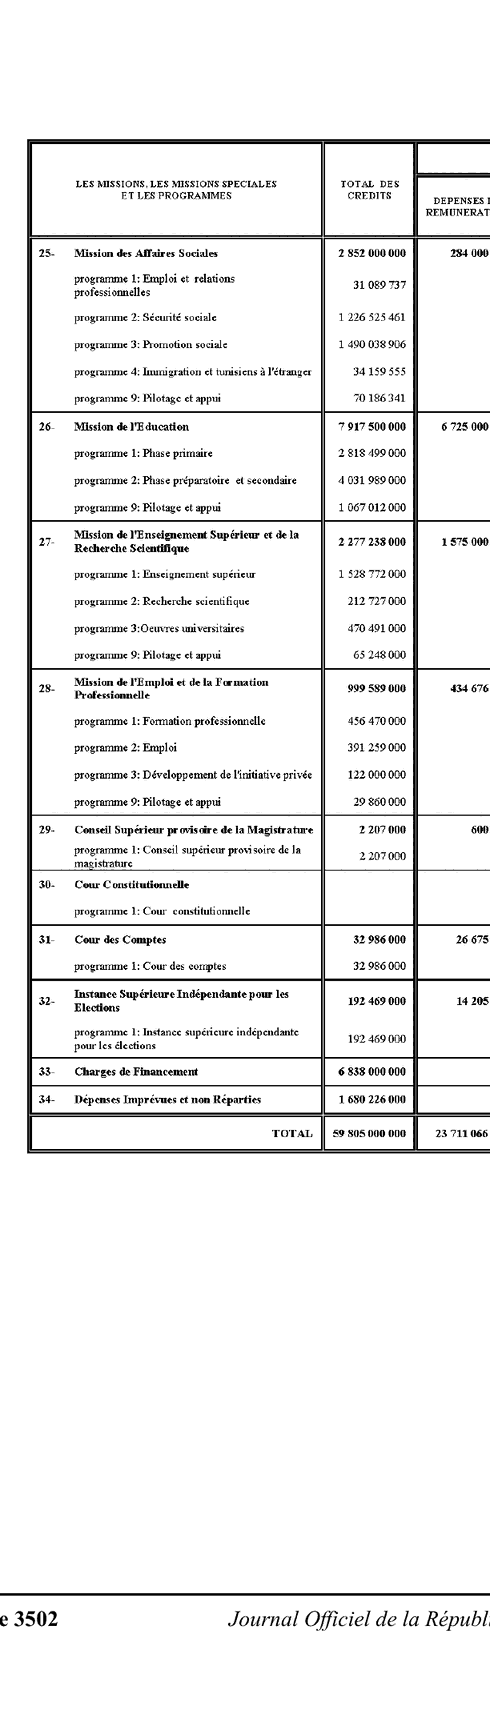 LES MISSIONS, LES MISSIONS SPECIALES
ET LES PROGRAMMES
TOTAL DES
CREDITS
DEPENSES
REMUNERAT
25- Mission des Affaires Sociales 2 852 000 000 284 000
programme 1: Emploi et relations
professionnelles 31 089 737
programme 2: Sécurité sociale 1 226 525 461
programme 3: Promotion sociale 1 490 038 906
programme 4: Immigration et tunisiens à l'étranger 34 159 555
programme 9: Pilotage et appui 70 186 341
26- Mission de l'Education 7 917 500 000 6 725 000
programme 1: Phase primaire 2 818 499 000
programme 2: Phase préparatoire et secondaire 4 031 989 000
programme 9: Pilotage et appui 1 067 012 000
27- Mission de l'Enseignement Supérieur et de la
Recherche Scientifique 2 277 238 000 1 575 000
programme 1: Enseignement supérieur 1 528 772 000
programme 2: Recherche scientifique 212 727 000
programme 3:Oeuvres universitaires 470 491 000
programme 9: Pilotage et appui 65 248 000
28- Mission de l'Emploi et de la Formation
Professionnelle 999 589 000 434 676
programme 1: Formation professionnelle 456 470 000
programme 2: Emploi 391 259 000
programme 3: Développement de l'initiative privée 122 000 000
programme 9: Pilotage et appui 29 860 000
29- Conseil Supérieur provisoire de la Magistrature 2 207 000 600
programme 1: Conseil supérieur provisoire de la
magistrature 2 207 000
30- Cour Constitutionnelle
programme 1: Cour constitutionnelle
31- Cour des Comptes 32 986 000 26 675
programme 1: Cour des comptes 32 986 000
32- Instance Supérieure Indépendante pour les
Elections 192 469 000 14 205
programme 1: Instance supérieure indépendante
pour les élections 192 469 000
33- Charges de Financement 6 838 000 000
34- Dépenses Imprévues et non Réparties 1 680 226 000
TOTAL 59 805 000 000 23 711 066
e 3502 Journal Officiel de la Républi